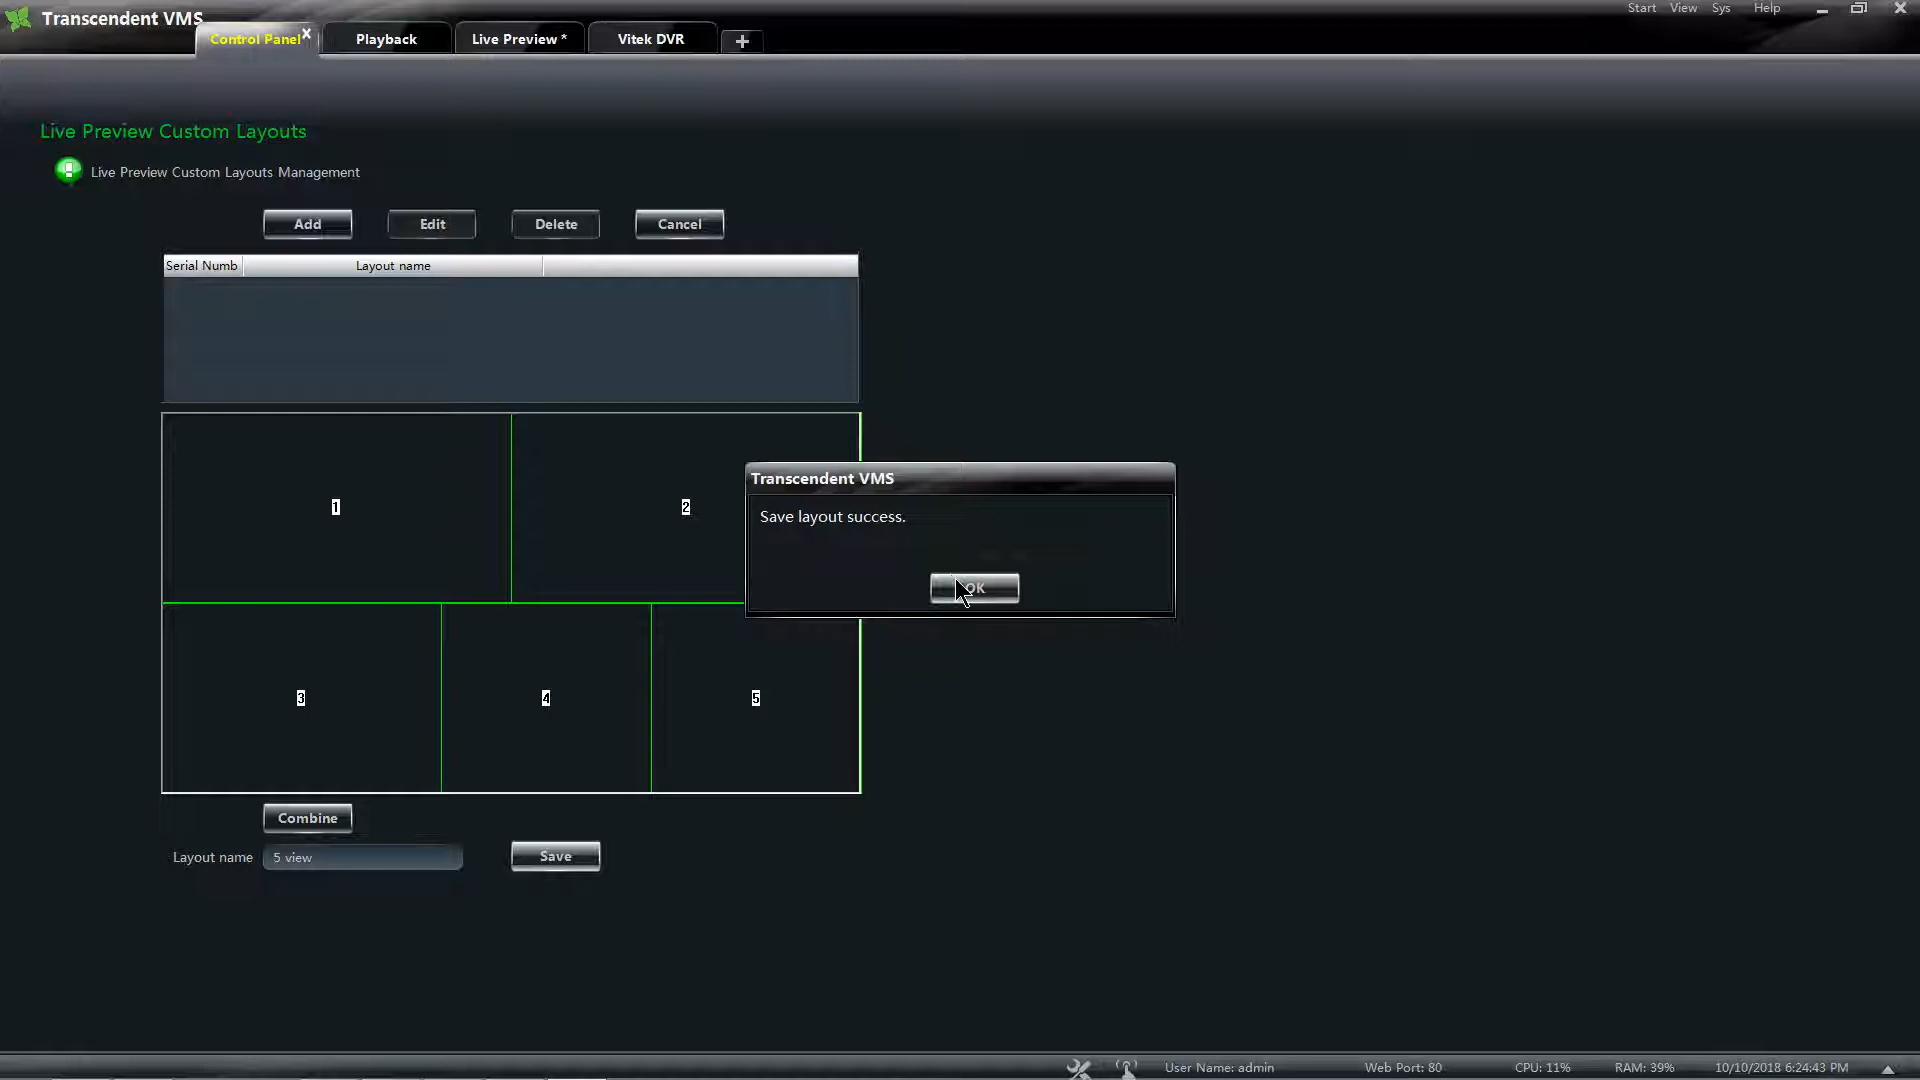 Transcendent VMS
Start View Sys Help
Control Panel x
Playback
Live Preview *
Vitek DVR
+
Live Preview Custom Layouts
Live Preview Custom Layouts Management
Add Edit Delete Cancel
Serial Numb Layout name
1
2
Transcendent VMS
Save layout success.
OK
3
4
5
Combine
Layout name 5 view Save
User Name: admin Web Port: 80 CPU: 11% RAM: 39% 10/10/2018 6:24:43 PM